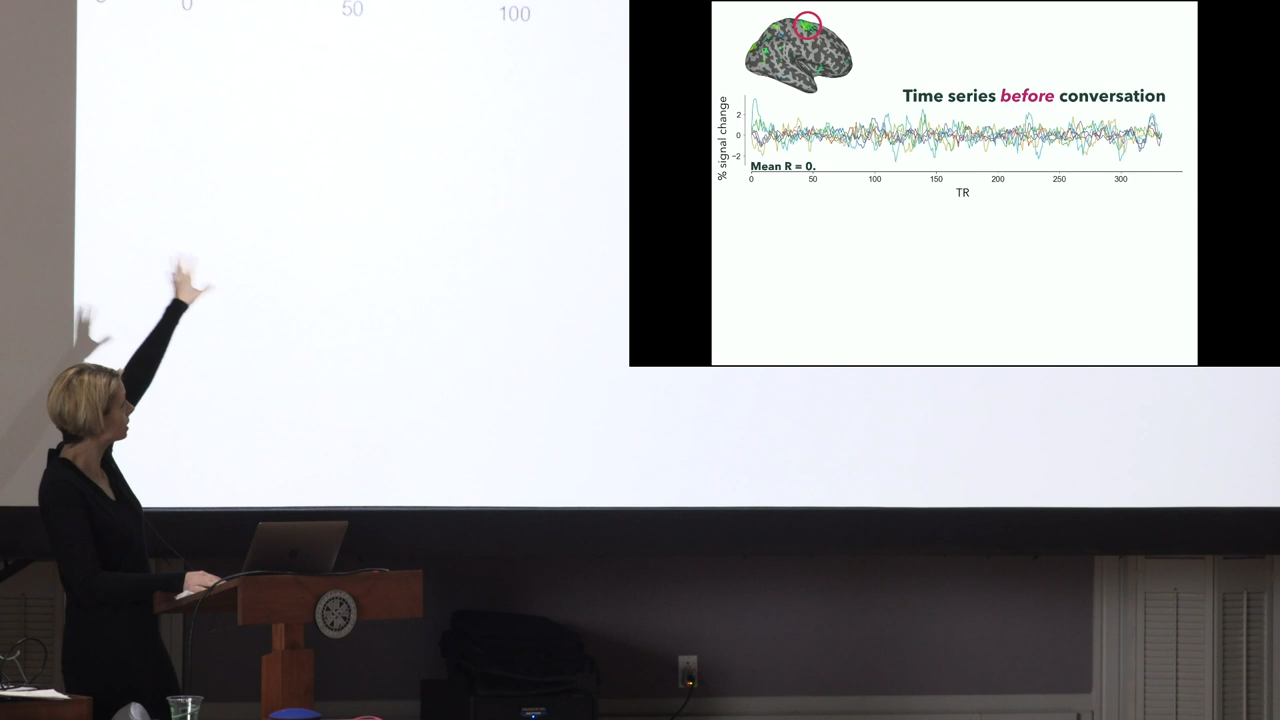 0
50
100
Time series before conversation
% signal change
2
0
−2
Mean R = 0.
0 50 100 150 200 250 300
TR